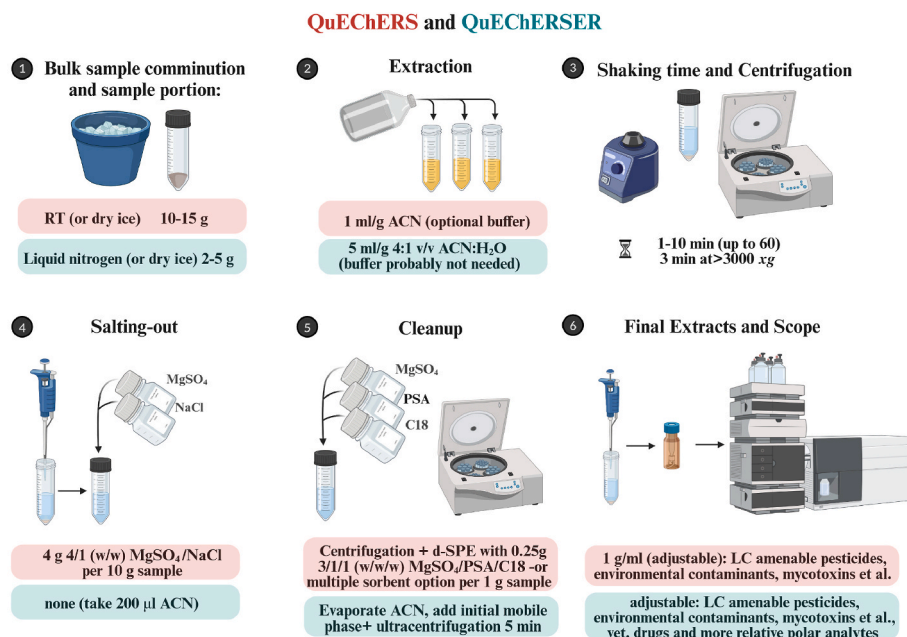 QuEChERS and QuEChERSER
1 Bulk sample comminution
and sample portion:
RT (or dry ice) 10-15 g
Liquid nitrogen (or dry ice) 2-5 g
2 Extraction
1 ml/g ACN (optional buffer)
5 ml/g 4:1 v/v ACN:H₂O
(buffer probably not needed)
3 Shaking time and Centrifugation
1-10 min (up to 60)
3 min at>3000 xg
4 Salting-out
MgSO₄
NaCl
4 g 4/1 (w/w) MgSO₄/NaCl
per 10 g sample
none (take 200 µl ACN)
5 Cleanup
MgSO₄
PSA
C18
Centrifugation + d-SPE with 0.25g
3/1/1 (w/w/w) MgSO₄/PSA/C18 -or
multiple sorbent option per 1 g sample
Evaporate ACN, add initial mobile
phase+ ultracentrifugation 5 min
6 Final Extracts and Scope
1 g/ml (adjustable): LC amenable pesticides,
environmental contaminants, mycotoxins et al.
adjustable: LC amenable pesticides,
environmental contaminants, mycotoxins et al.,
vet. drugs and more relative polar analytes